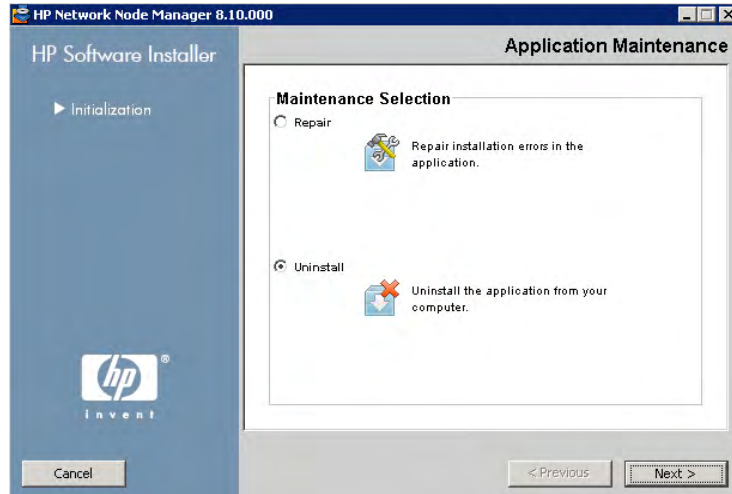 HP Network Node Manager 8.10.000
HP Software Installer
Application Maintenance
Initialization
Maintenance Selection
Repair
Repair installation errors in the
application.
Uninstall
Uninstall the application from your
computer.
hp
®
invent
Cancel
< Previous
Next >